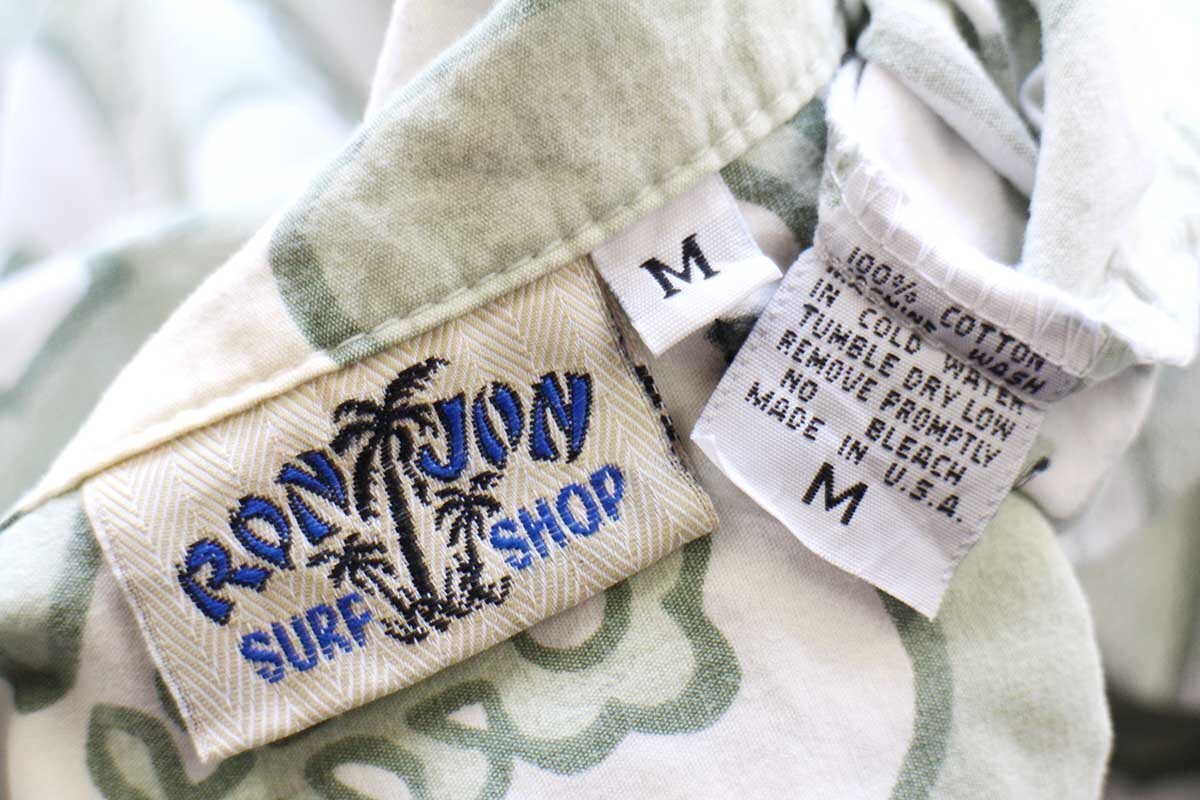 RON JON
SURF SHOP
M
100% COTTON
MACHINE WASH
IN COLD WATER
TUMBLE DRY LOW
REMOVE PROMPTLY
NO BLEACH
MADE IN U.S.A.
M